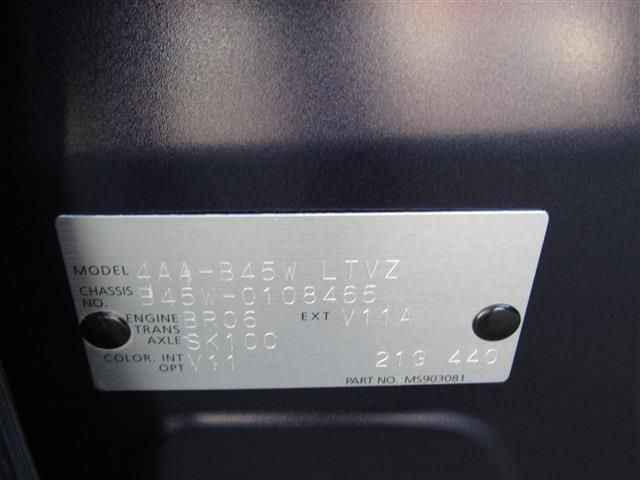 MODEL 4AA-B45W LTVZ
CHASSIS NO. B45W-0108465
ENGINE BR06 EXT V11A
TRANS AXLE SK100
COLOR. INT V11 21G 440
OPT
PART NO.:MS903081